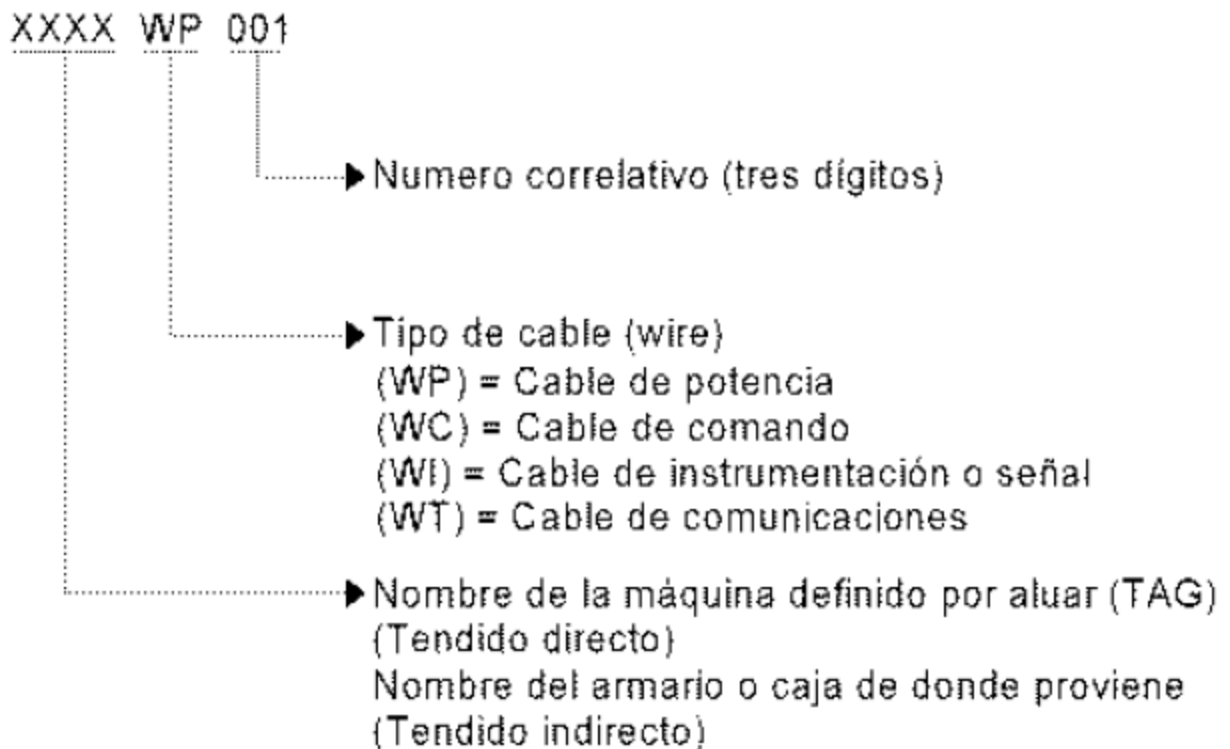 XXXX WP 001
Numero correlativo (tres dígitos)
Tipo de cable (wire)
(WP) = Cable de potencia
(WC) = Cable de comando
(WI) = Cable de instrumentación o señal
(WT) = Cable de comunicaciones
Nombre de la máquina definido por aluar (TAG)
(Tendido directo)
Nombre del armario o caja de donde proviene
(Tendido indirecto)